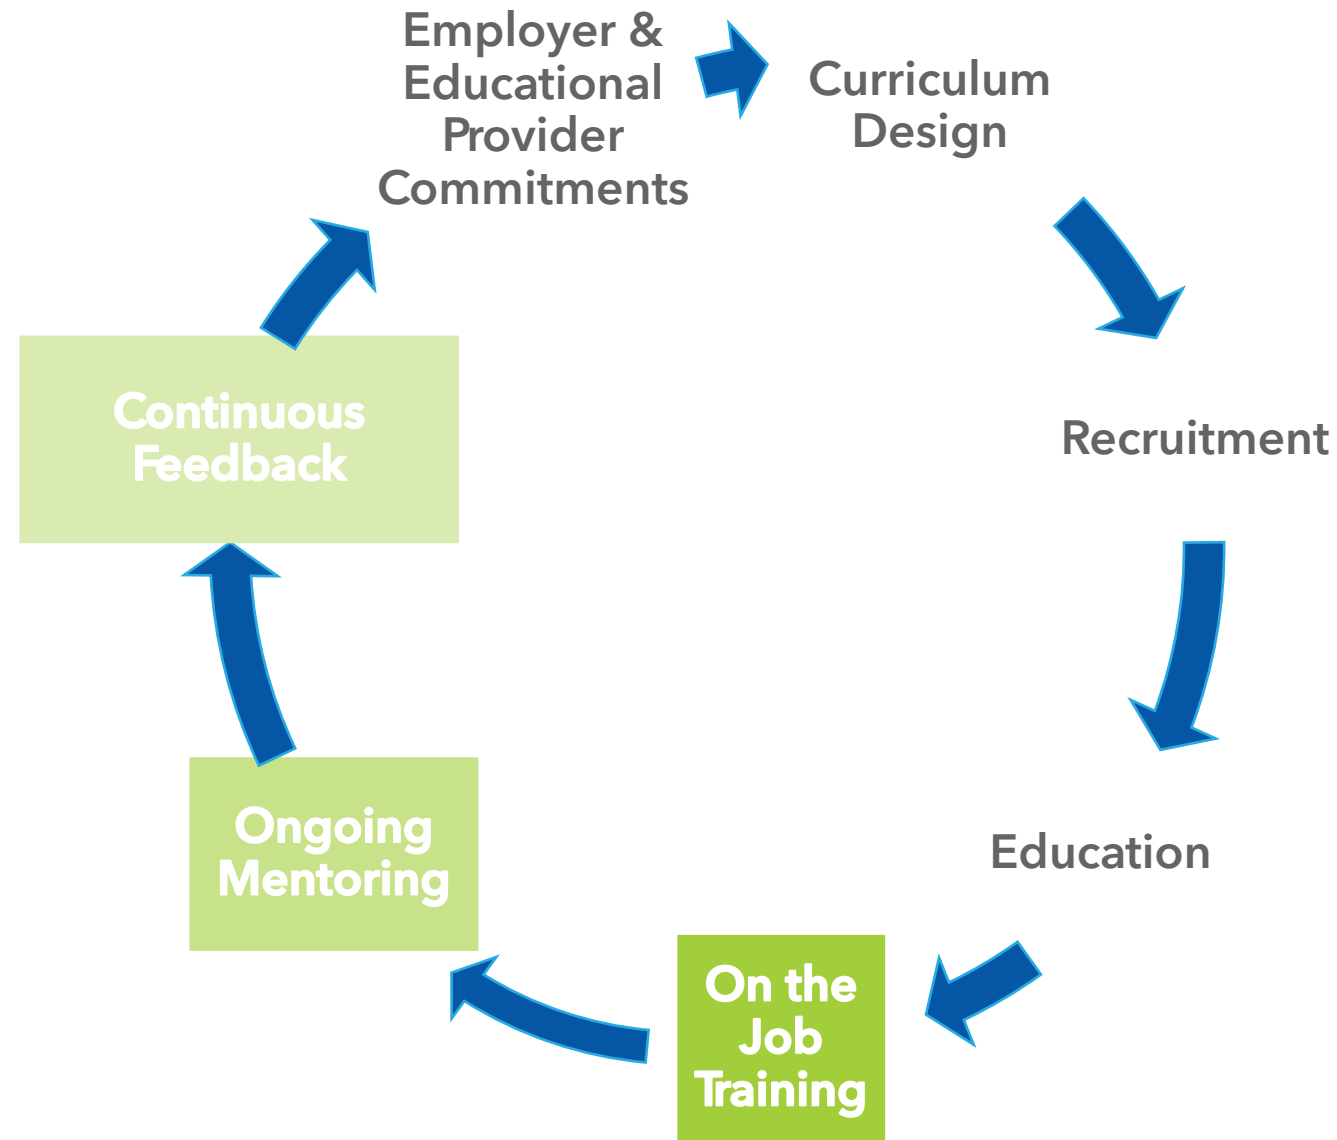 Employer &
Educational
Provider
Commitments
Curriculum
Design
Recruitment
Education
On the
Job
Training
Ongoing
Mentoring
Continuous
Feedback